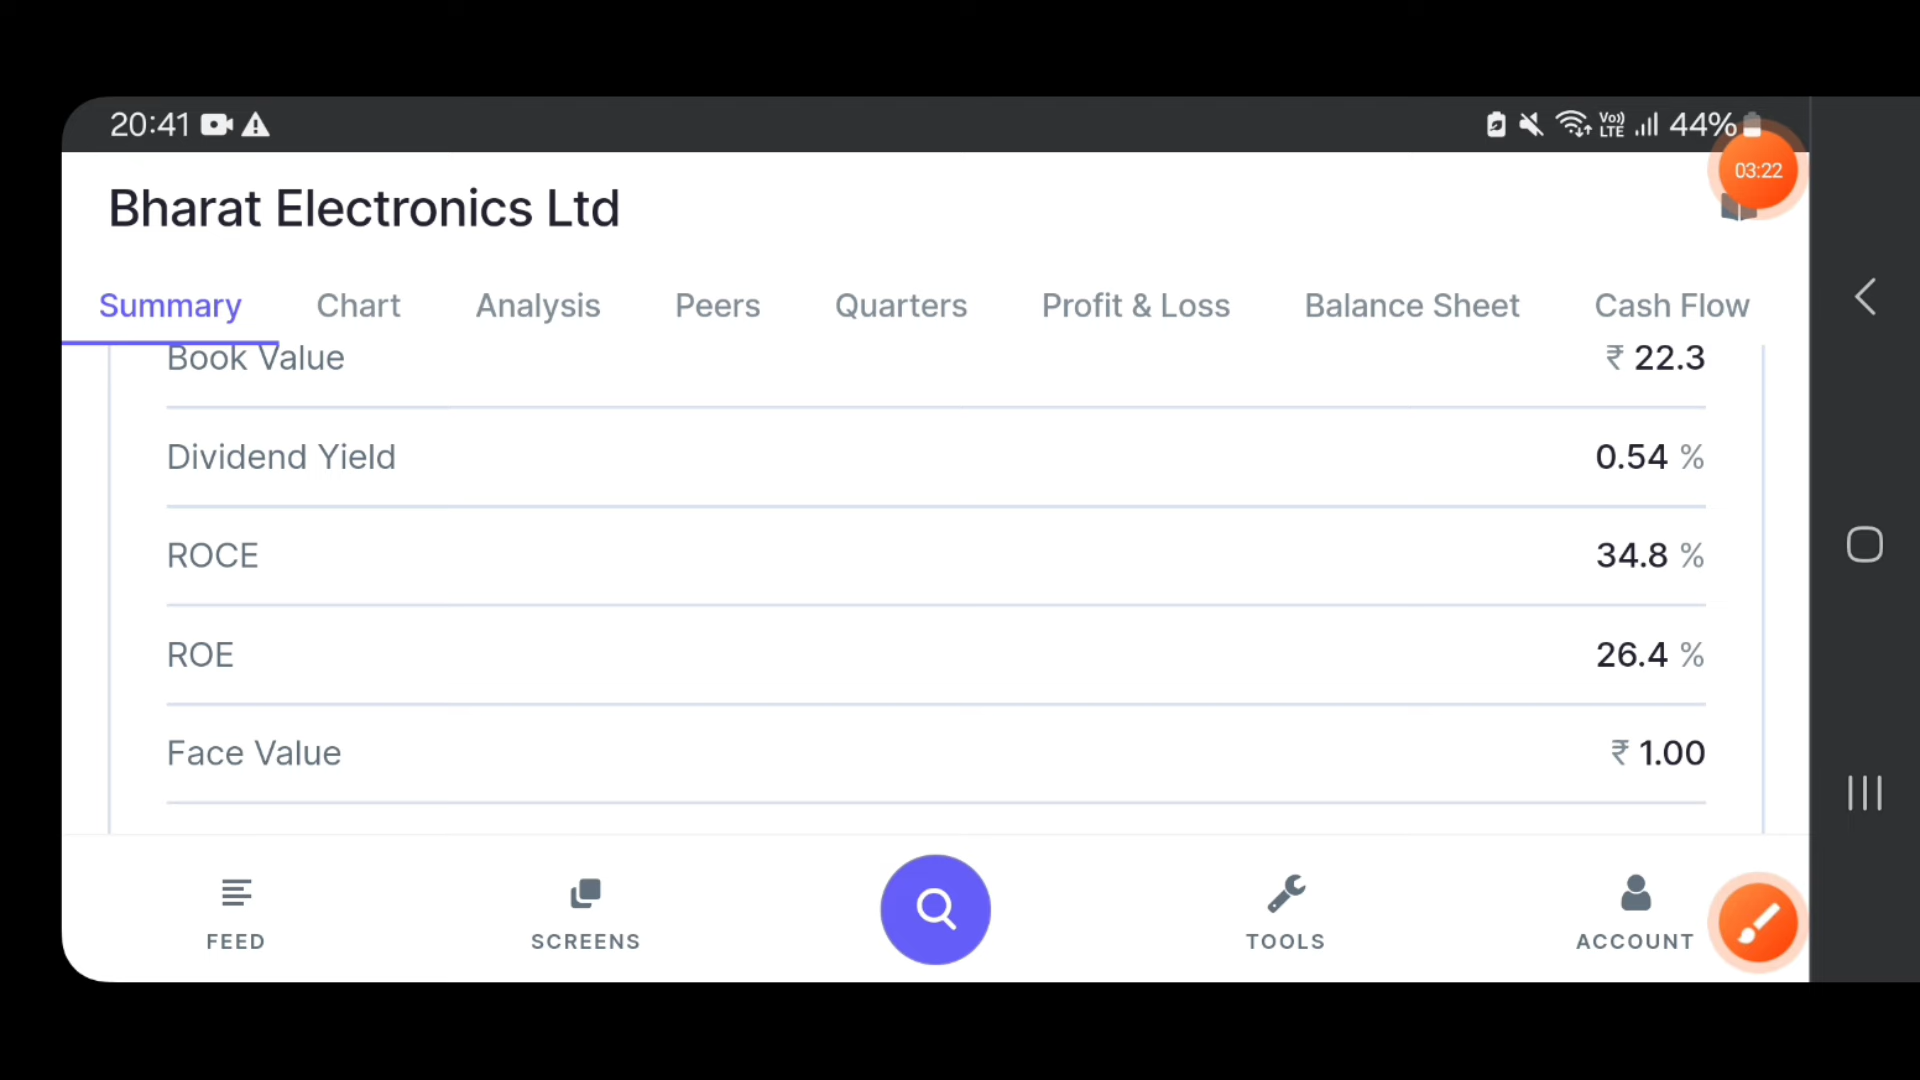 20:41 Vo)) LTE 44%
03:22
Bharat Electronics Ltd
Summary Chart Analysis Peers Quarters Profit & Loss Balance Sheet Cash Flow
Book Value ₹ 22.3
Dividend Yield 0.54 %
ROCE 34.8 %
ROE 26.4 %
Face Value ₹ 1.00
FEED SCREENS TOOLS ACCOUNT